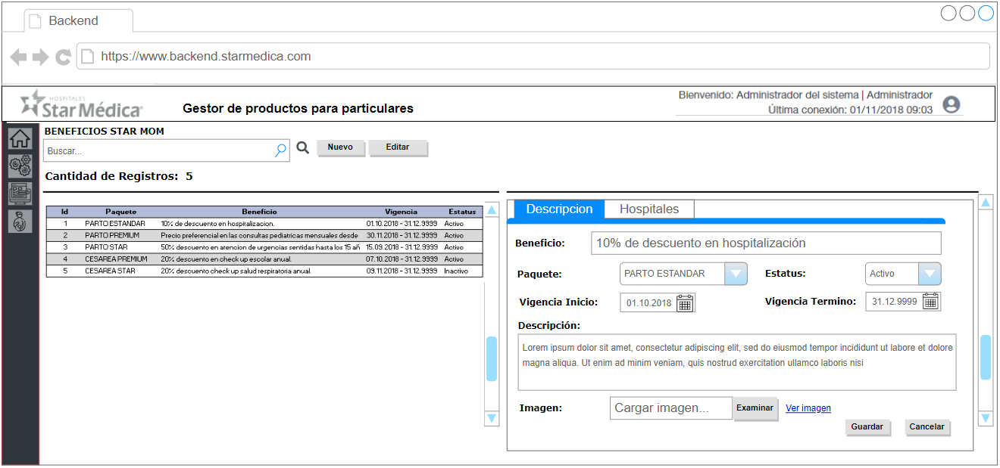 Backend
https://www.backend.starmedica.com
HOSPITALES
Star Médica
Gestor de productos para particulares
Bienvenido: Administrador del sistema | Administrador
Última conexión: 01/11/2018 09:03
BENEFICIOS STAR MOM
Buscar...
Nuevo
Editar
Cantidad de Registros: 5
Id Paquete Beneficio Vigencia Estatus
1 PARTO ESTANDAR 10% de descuento en hospitalizacion. 01.10.2018 - 31.12.9999 Activo
2 PARTO PREMIUM Precio preferencial en las consultas pediatricas mensuales desde 30.11.2018 - 31.12.9999 Activo
3 PARTO STAR 50% descuento en atencion de urgencias sentidas hasta los 15 añ 15.09.2018 - 31.12.9999 Activo
4 CESAREA PREMIUM 20% descuento en check up escolar anual. 07.10.2018 - 31.12.9999 Activo
5 CESAREA STAR 20% descuento check up salud respiratoria anual. 09.11.2018 - 31.12.9999 Inactivo
Descripcion
Hospitales
Beneficio: 10% de descuento en hospitalización
Paquete: PARTO ESTANDAR Estatus: Activo
Vigencia Inicio: 01.10.2018 Vigencia Termino: 31.12.9999
Descripción:
Lorem ipsum dolor sit amet, consectetur adipiscing elit, sed do eiusmod tempor incididunt ut labore et dolore
magna aliqua. Ut enim ad minim veniam, quis nostrud exercitation ullamco laboris nisi
Imagen: Cargar imagen... Examinar Ver imagen
Guardar Cancelar